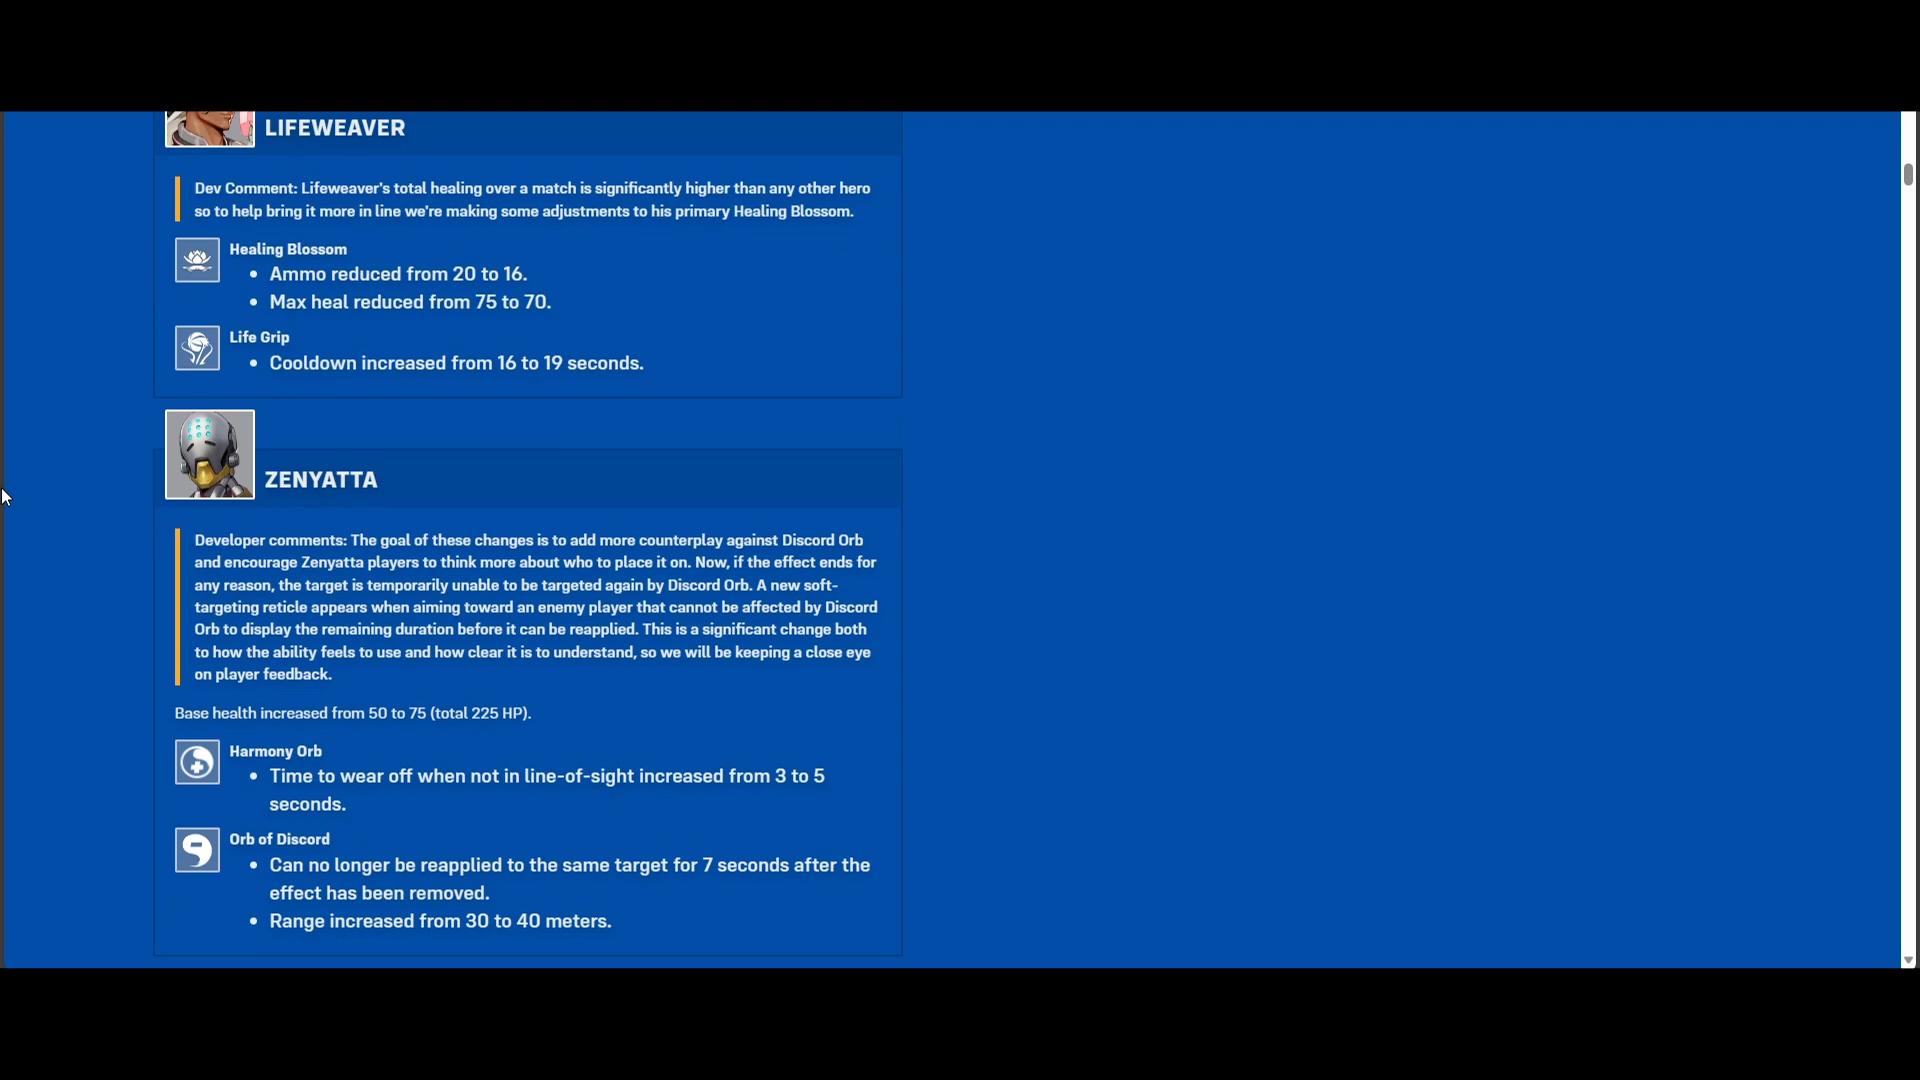 LIFEWEAVER
Dev Comment: Lifeweaver's total healing over a match is significantly higher than any other hero
so to help bring it more in line we're making some adjustments to his primary Healing Blossom.
Healing Blossom
• Ammo reduced from 20 to 16.
• Max heal reduced from 75 to 70.
Life Grip
• Cooldown increased from 16 to 19 seconds.
ZENYATTA
Developer comments: The goal of these changes is to add more counterplay against Discord Orb
and encourage Zenyatta players to think more about who to place it on. Now, if the effect ends for
any reason, the target is temporarily unable to be targeted again by Discord Orb. A new soft-
targeting reticle appears when aiming toward an enemy player that cannot be affected by Discord
Orb to display the remaining duration before it can be reapplied. This is a significant change both
to how the ability feels to use and how clear it is to understand, so we will be keeping a close eye
on player feedback.
Base health increased from 50 to 75 (total 225 HP).
Harmony Orb
• Time to wear off when not in line-of-sight increased from 3 to 5
seconds.
Orb of Discord
• Can no longer be reapplied to the same target for 7 seconds after the
effect has been removed.
• Range increased from 30 to 40 meters.